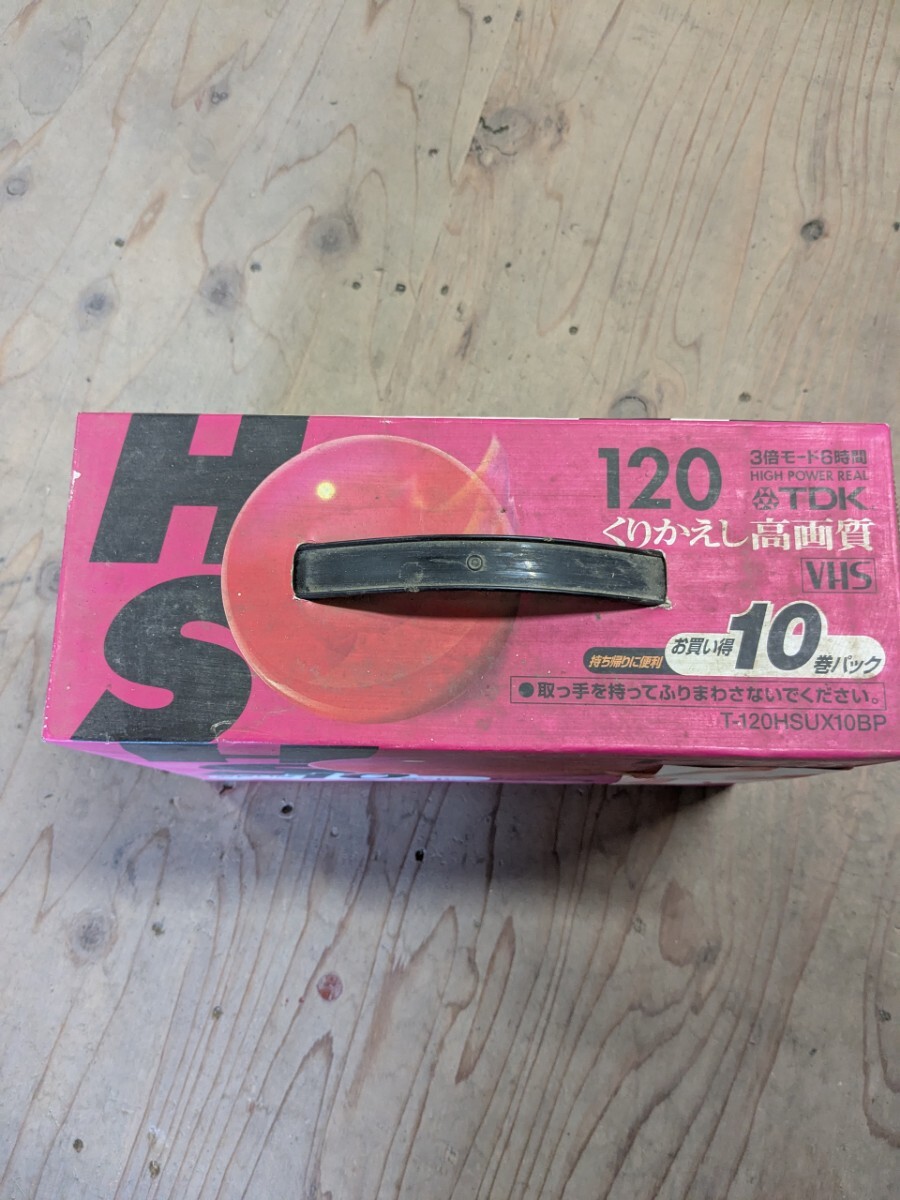 HS
120
3倍モード6時間
HIGH POWER REAL
TDK
くりかえし高画質
VHS
持ち帰りに便利
お買い得10巻パック
●取っ手を持ってふりまわさないでください。
T-120HSUX10BP